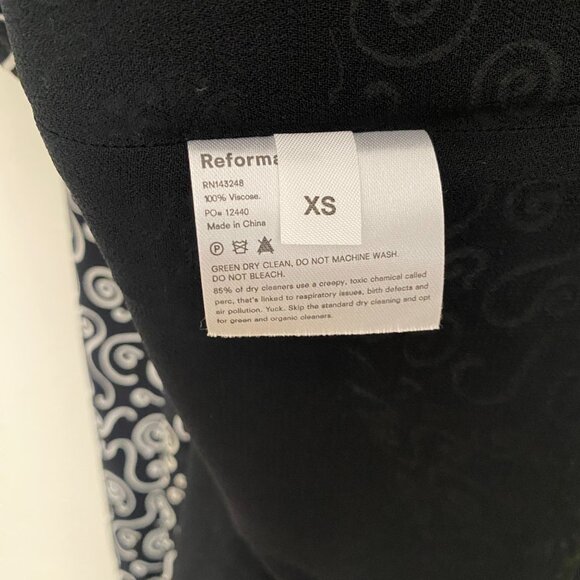 Reforma
XS
RN143248
100% Viscose.
PO# 12440
Made in China
GREEN DRY CLEAN, DO NOT MACHINE WASH
DO NOT BLEACH.
85% of dry cleaners use a creepy, toxic chemical called
perc, that's linked to respiratory issues, birth defects and
air pollution. Yuck. Skip the standard dry cleaning and opt
for green and organic cleaners.